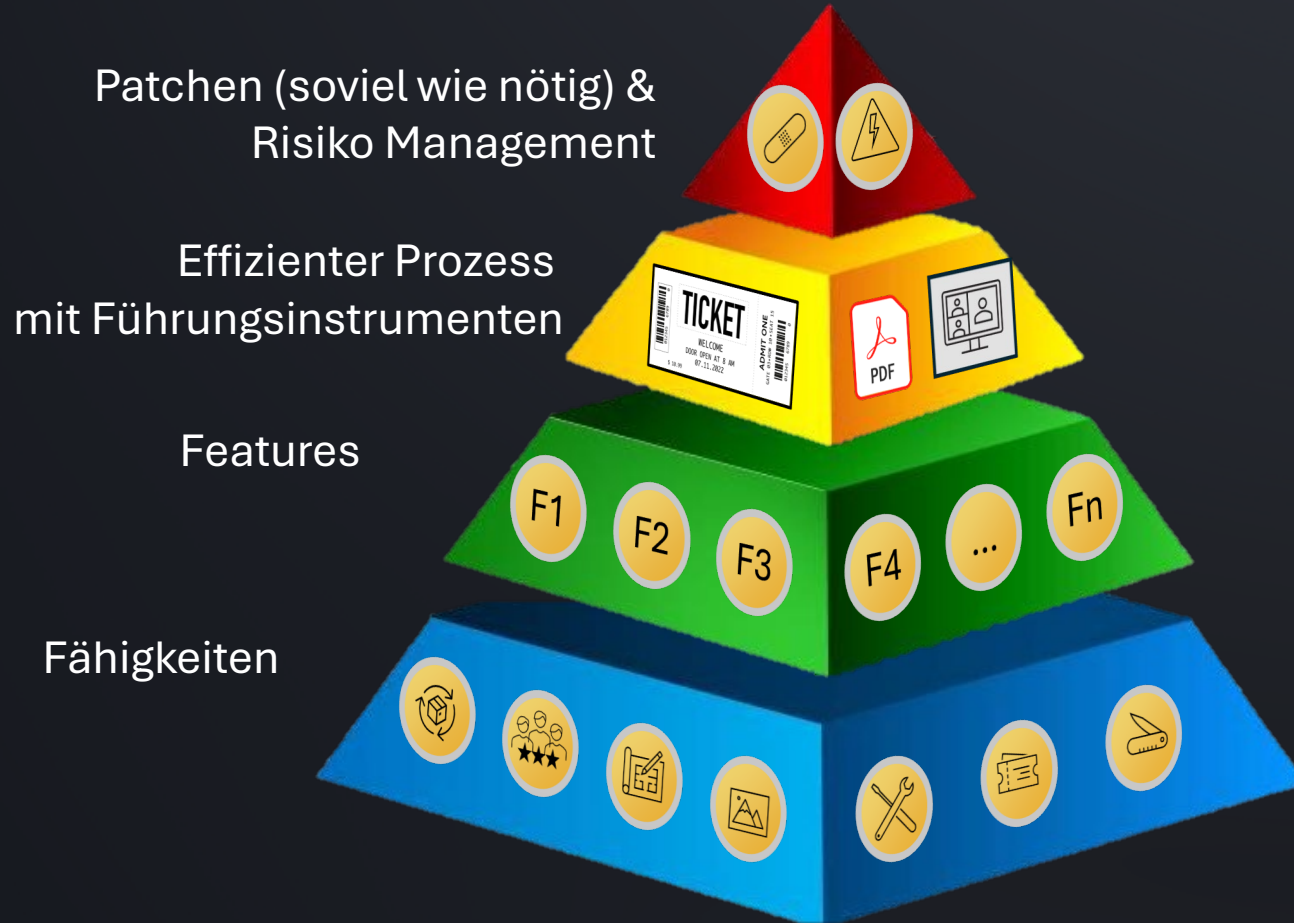 Patchen (soviel wie nötig) &
Risiko Management
Effizienter Prozess
mit Führungsinstrumenten
TICKET
WELCOME
DOOR OPEN AT 8 AM
07.11.2022
ADMIT ONE
PDF
Features
F1
F2
F3
F4
...
Fn
Fähigkeiten